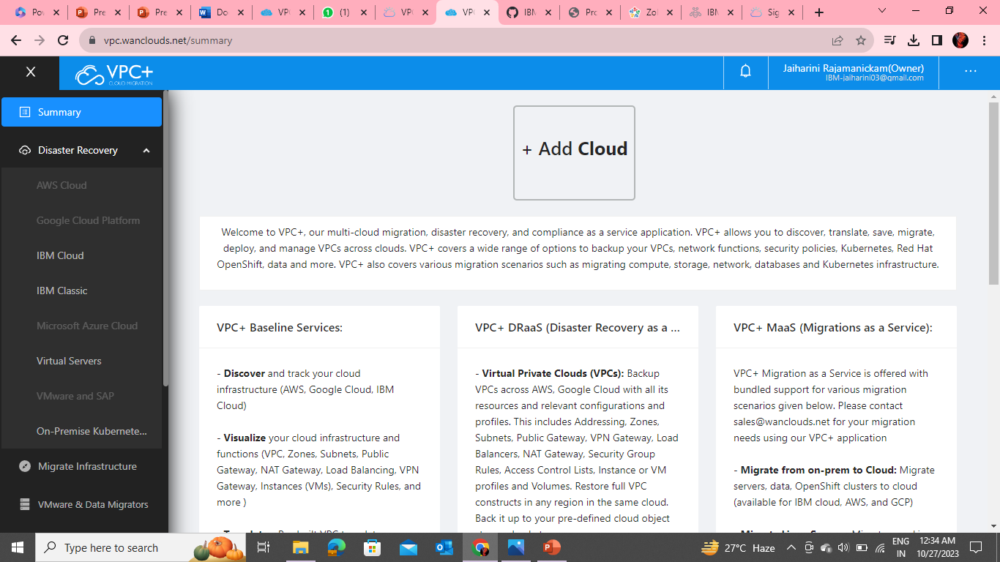 Pov
Pre
Pre
Do
VPC
(1)
VPC
VPC
IBM
Pro
Zol
IBM
Sig
vpc.wanclouds.net/summary
VPC+
CLOUD MIGRATION
Jaiharini Rajamanickam(Owner)
IBM-jaiharini03@gmail.com
Summary
Disaster Recovery
AWS Cloud
Google Cloud Platform
IBM Cloud
IBM Classic
Microsoft Azure Cloud
Virtual Servers
VMware and SAP
On-Premise Kubernete...
Migrate Infrastructure
VMware & Data Migrators
+ Add Cloud
Welcome to VPC+, our multi-cloud migration, disaster recovery, and compliance as a service application. VPC+ allows you to discover, translate, save, migrate,
deploy, and manage VPCs across clouds. VPC+ covers a wide range of options to backup your VPCs, network functions, security policies, Kubernetes, Red Hat
OpenShift, data and more. VPC+ also covers various migration scenarios such as migrating compute, storage, network, databases and Kubernetes infrastructure.
VPC+ Baseline Services:
- Discover and track your cloud
infrastructure (AWS, Google Cloud, IBM
Cloud)
- Visualize your cloud infrastructure and
functions (VPC, Zones, Subnets, Public
Gateway, NAT Gateway, Load Balancing, VPN
Gateway, Instances (VMs), Security Rules, and
more )
VPC+ DRaaS (Disaster Recovery as a ...
- Virtual Private Clouds (VPCs): Backup
VPCs across AWS, Google Cloud with all its
resources and relevant configurations and
profiles. This includes Addressing, Zones,
Subnets, Public Gateway, VPN Gateway, Load
Balancers, NAT Gateway, Security Group
Rules, Access Control Lists, Instance or VM
profiles and Volumes. Restore full VPC
constructs in any region in the same cloud.
Back it up to your pre-defined cloud object
VPC+ MaaS (Migrations as a Service):
VPC+ Migration as a Service is offered with
bundled support for various migration
scenarios given below. Please contact
sales@wanclouds.net for your migration
needs using our VPC+ application
- Migrate from on-prem to Cloud: Migrate
servers, data, OpenShift clusters to cloud
(available for IBM cloud, AWS, and GCP)
Type here to search
27°C Haze
ENG
IN
12:34 AM
10/27/2023